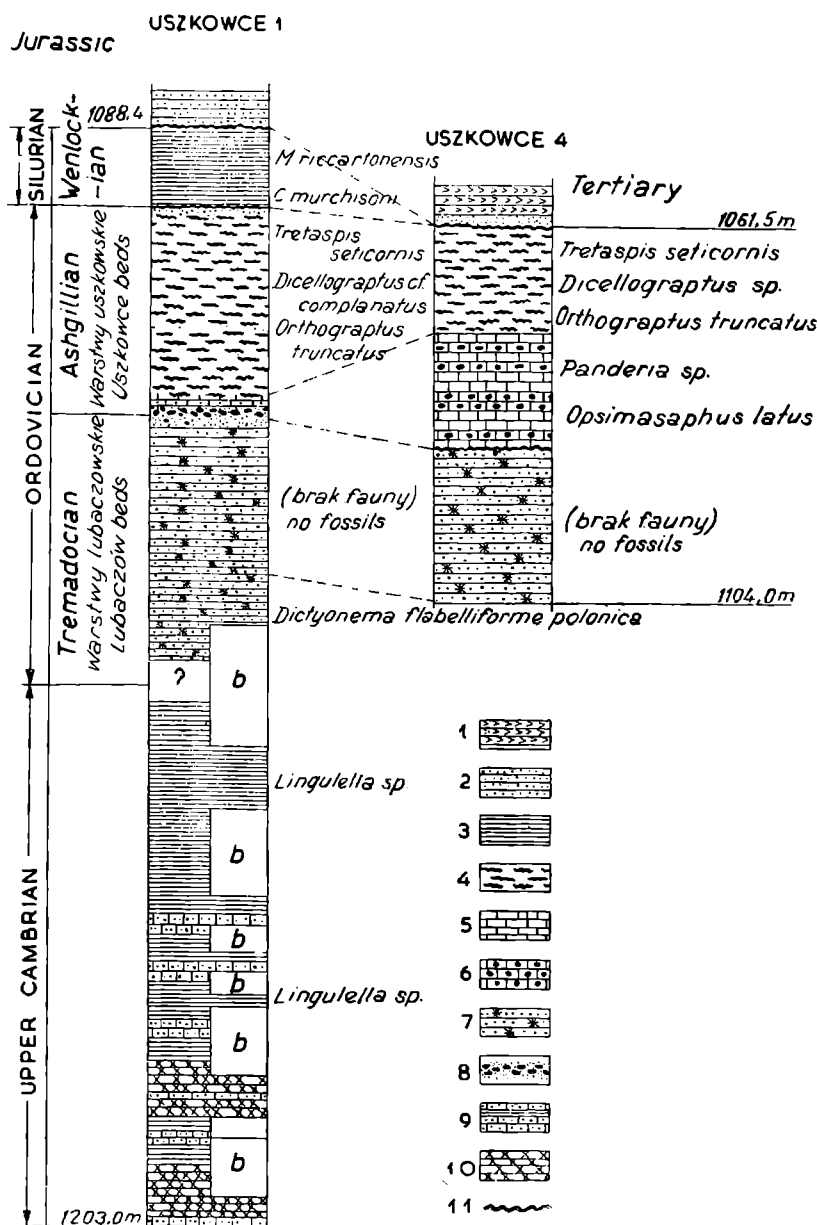 USZKOWCE 1
Jurassic
1088.4
SILURIAN
Wenlock-
-ian
M riccartonensis
C murchisoni
ORDOVICIAN
Ashgillian
Warstwy uszkowskie
Uszkowce beds
Tretaspis
seticornis
Dicellograptus cf.
complanatus
Orthograptus
truncatus
Tremadocian
Warstwy lubaczowskie
Lubaczów beds
(brak fauny)
no fossils
Dictyonema flabelliforme polonica
?
b
UPPER CAMBRIAN
Lingulella sp
b
b
b
Lingulella sp.
b
b
1203.0m
USZKOWCE 4
Tertiary
1061,5 m
Tretaspis seticornis
Dicellograptus sp.
Orthograptus truncatus
Panderia sp.
Opsimasaphus latus
(brak fauny)
no fossils
1104,0 m
1
2
3
4
5
6
7
8
9
10
11